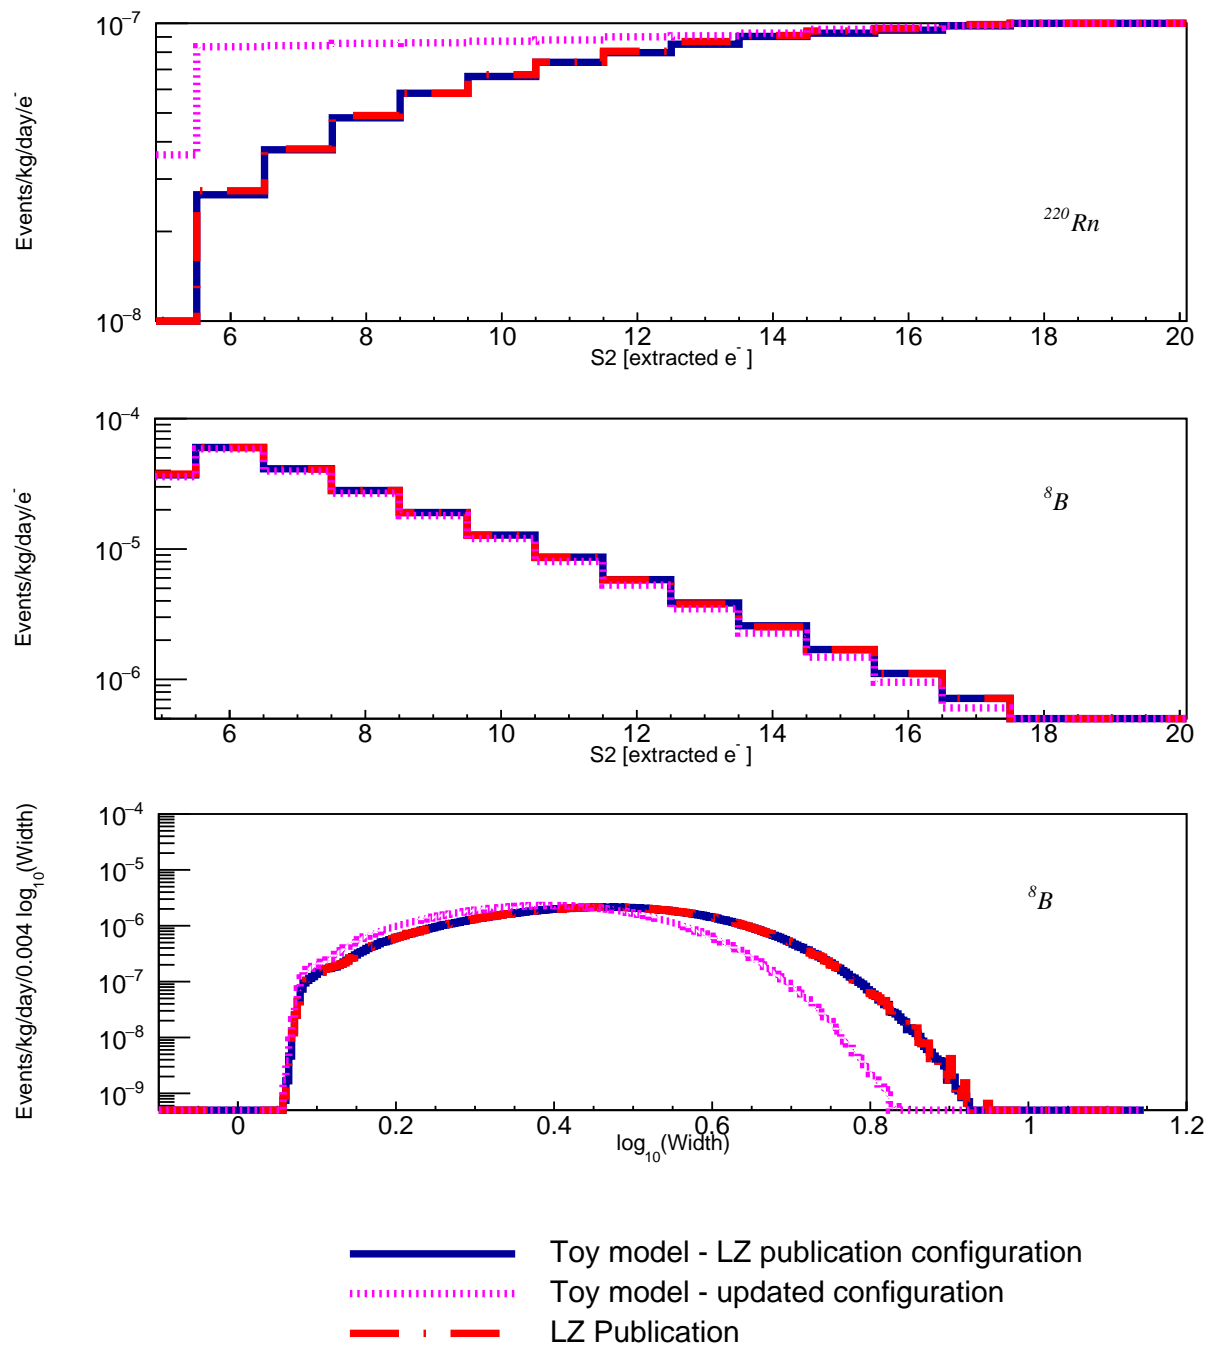 10⁻⁷
10⁻⁸
Events/kg/day/e⁻
²²⁰Rn
6 8 10 12 14 16 18 20
S2 [extracted e⁻ ]
10⁻⁴
10⁻⁵
10⁻⁶
Events/kg/day/e⁻
⁸B
6 8 10 12 14 16 18 20
S2 [extracted e⁻ ]
10⁻⁴
10⁻⁵
10⁻⁶
10⁻⁷
10⁻⁸
10⁻⁹
Events/kg/day/0.004 log₁₀(Width)
⁸B
0 0.2 0.4 0.6 0.8 1 1.2
log₁₀(Width)
Toy model - LZ publication configuration
Toy model - updated configuration
LZ Publication